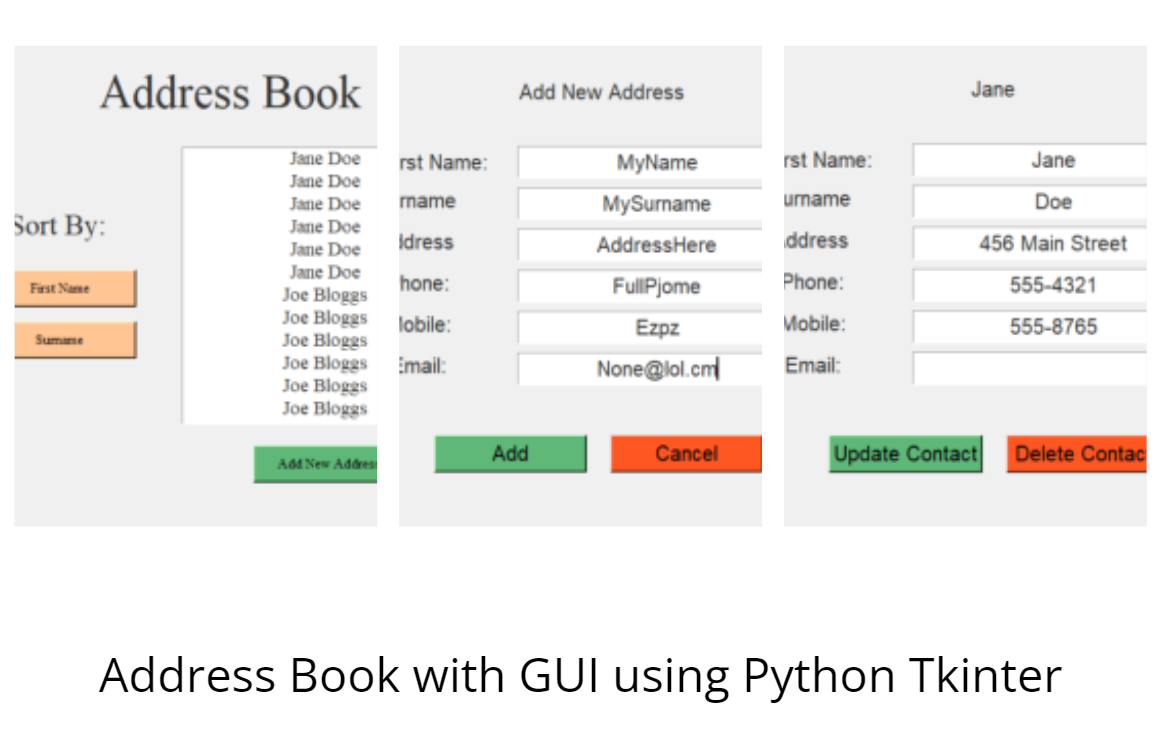 Address Book
Jane Doe
Jane Doe
Jane Doe
Jane Doe
Jane Doe
Jane Doe
Joe Bloggs
Joe Bloggs
Joe Bloggs
Joe Bloggs
Joe Bloggs
Joe Bloggs
Sort By:
First Name
Surname
Add New Address
Add New Address
rst Name: MyName
rname MySurname
ddress AddressHere
hone: FullPjome
obile: Ezpz
Email: None@lol.cm
Add Cancel
Jane
rst Name: Jane
urname Doe
ddress 456 Main Street
Phone: 555-4321
Mobile: 555-8765
Email:
Update Contact Delete Contac
Address Book with GUI using Python Tkinter